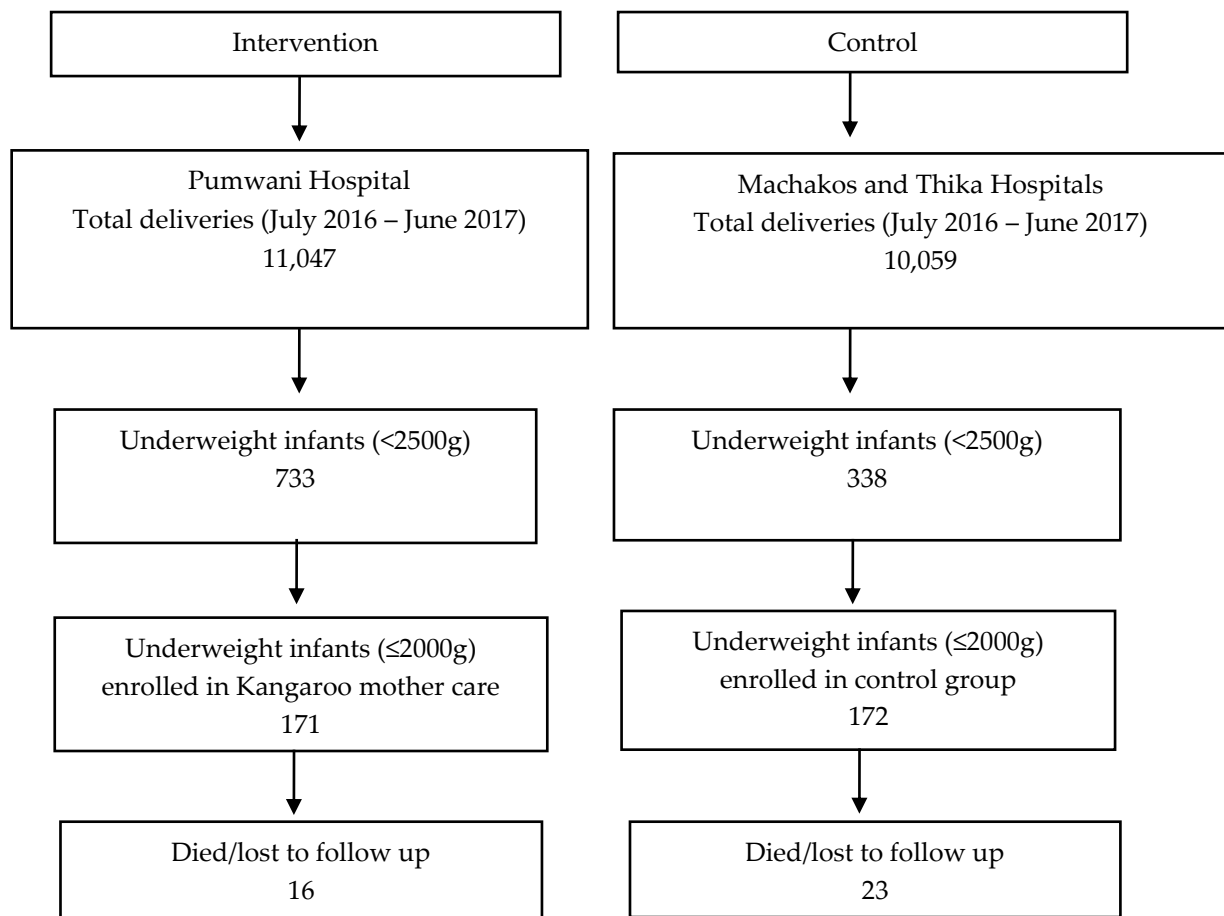 Intervention
Pumwani Hospital
Total deliveries (July 2016 – June 2017)
11,047
Underweight infants (<2500g)
733
Underweight infants (≤2000g)
enrolled in Kangaroo mother care
171
Died/lost to follow up
16
Control
Machakos and Thika Hospitals
Total deliveries (July 2016 – June 2017)
10,059
Underweight infants (<2500g)
338
Underweight infants (≤2000g)
enrolled in control group
172
Died/lost to follow up
23